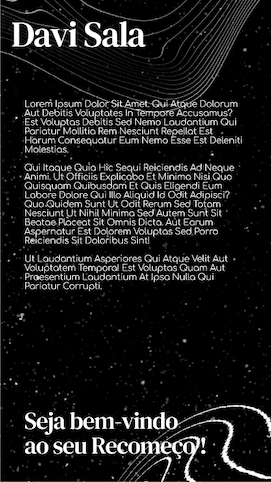 Davi Sala
Lorem Ipsum Dolor Sit Amet. Qui Atque Dolorum
Aut Debitis Voluptates In Tempore Accusamus?
Est Voluptas Debitis Sed Nemo Laudantium Qui
Pariatur Mollitia Rem Nesciunt Repellat Est
Harum Consequatur Eum Nemo Esse Est Deleniti
Molestias.
Qui Itaque Quia Hic Sequi Reiciendis Ad Neque
Animi. Ut Officiis Explicabo Et Minima Nisi Quo
Quisquam Quibusdam Et Quis Eligendi Eum
Labore Dolore Qui Illo Aliquid Id Odit Adipisci?
Quo Quidem Sunt Ut Odit Rerum Sed Totam
Nesciunt Ut Nihil Minima Sed Autem Sunt Sit
Beatae Placeat Sit Omnis Dicta. Aut Earum
Aspernatur Est Dolorem Voluptas Sed Porro
Reiciendis Sit Doloribus Sint!
Ut Laudantium Asperiores Qui Atque Velit Aut
Voluptatem Tempora! Est Voluptas Quam Aut
Praesentium Laudantium At Ipsa Nulla Qui
Pariatur Corrupti.
Seja bem-vindo
ao seu Recomeço!!